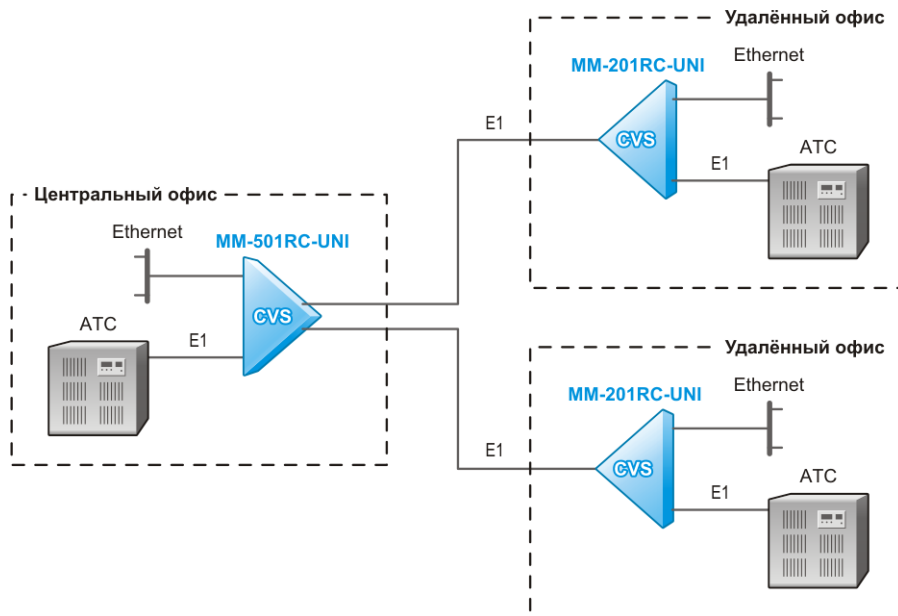 Удалённый офис
MM-201RC-UNI
Ethernet
CVS
E1
E1
АТС
Центральный офис
Ethernet
MM-501RC-UNI
CVS
АТС
E1
Удалённый офис
MM-201RC-UNI
Ethernet
CVS
E1
E1
АТС